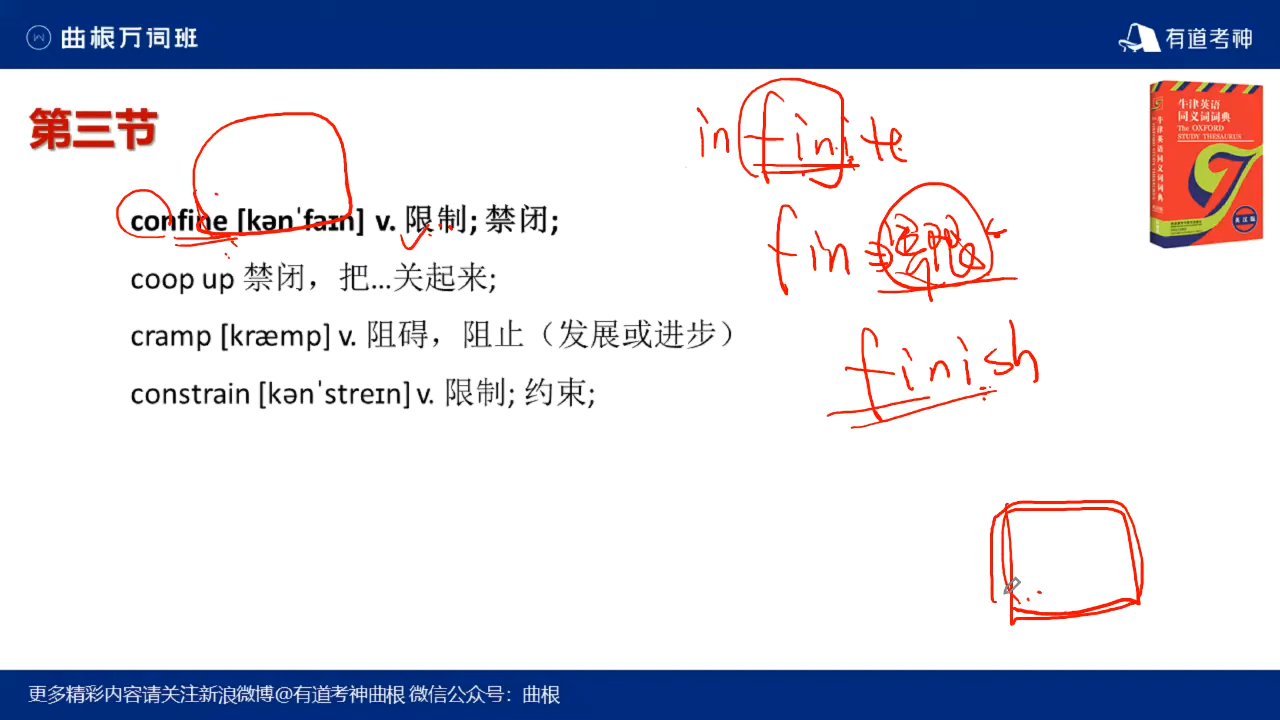 曲根万词班
有道考神
第三节
confine [kənˈfaɪn] v. 限制; 禁闭;
coop up 禁闭，把...关起来;
cramp [kræmp] v. 阻碍，阻止（发展或进步）
constrain [kənˈstreɪn] v. 限制; 约束;
infinite
fin
finish
牛津英语
同义词词典
The OXFORD
STUDY THESAURUS
更多精彩内容请关注新浪微博@有道考神曲根 微信公众号：曲根